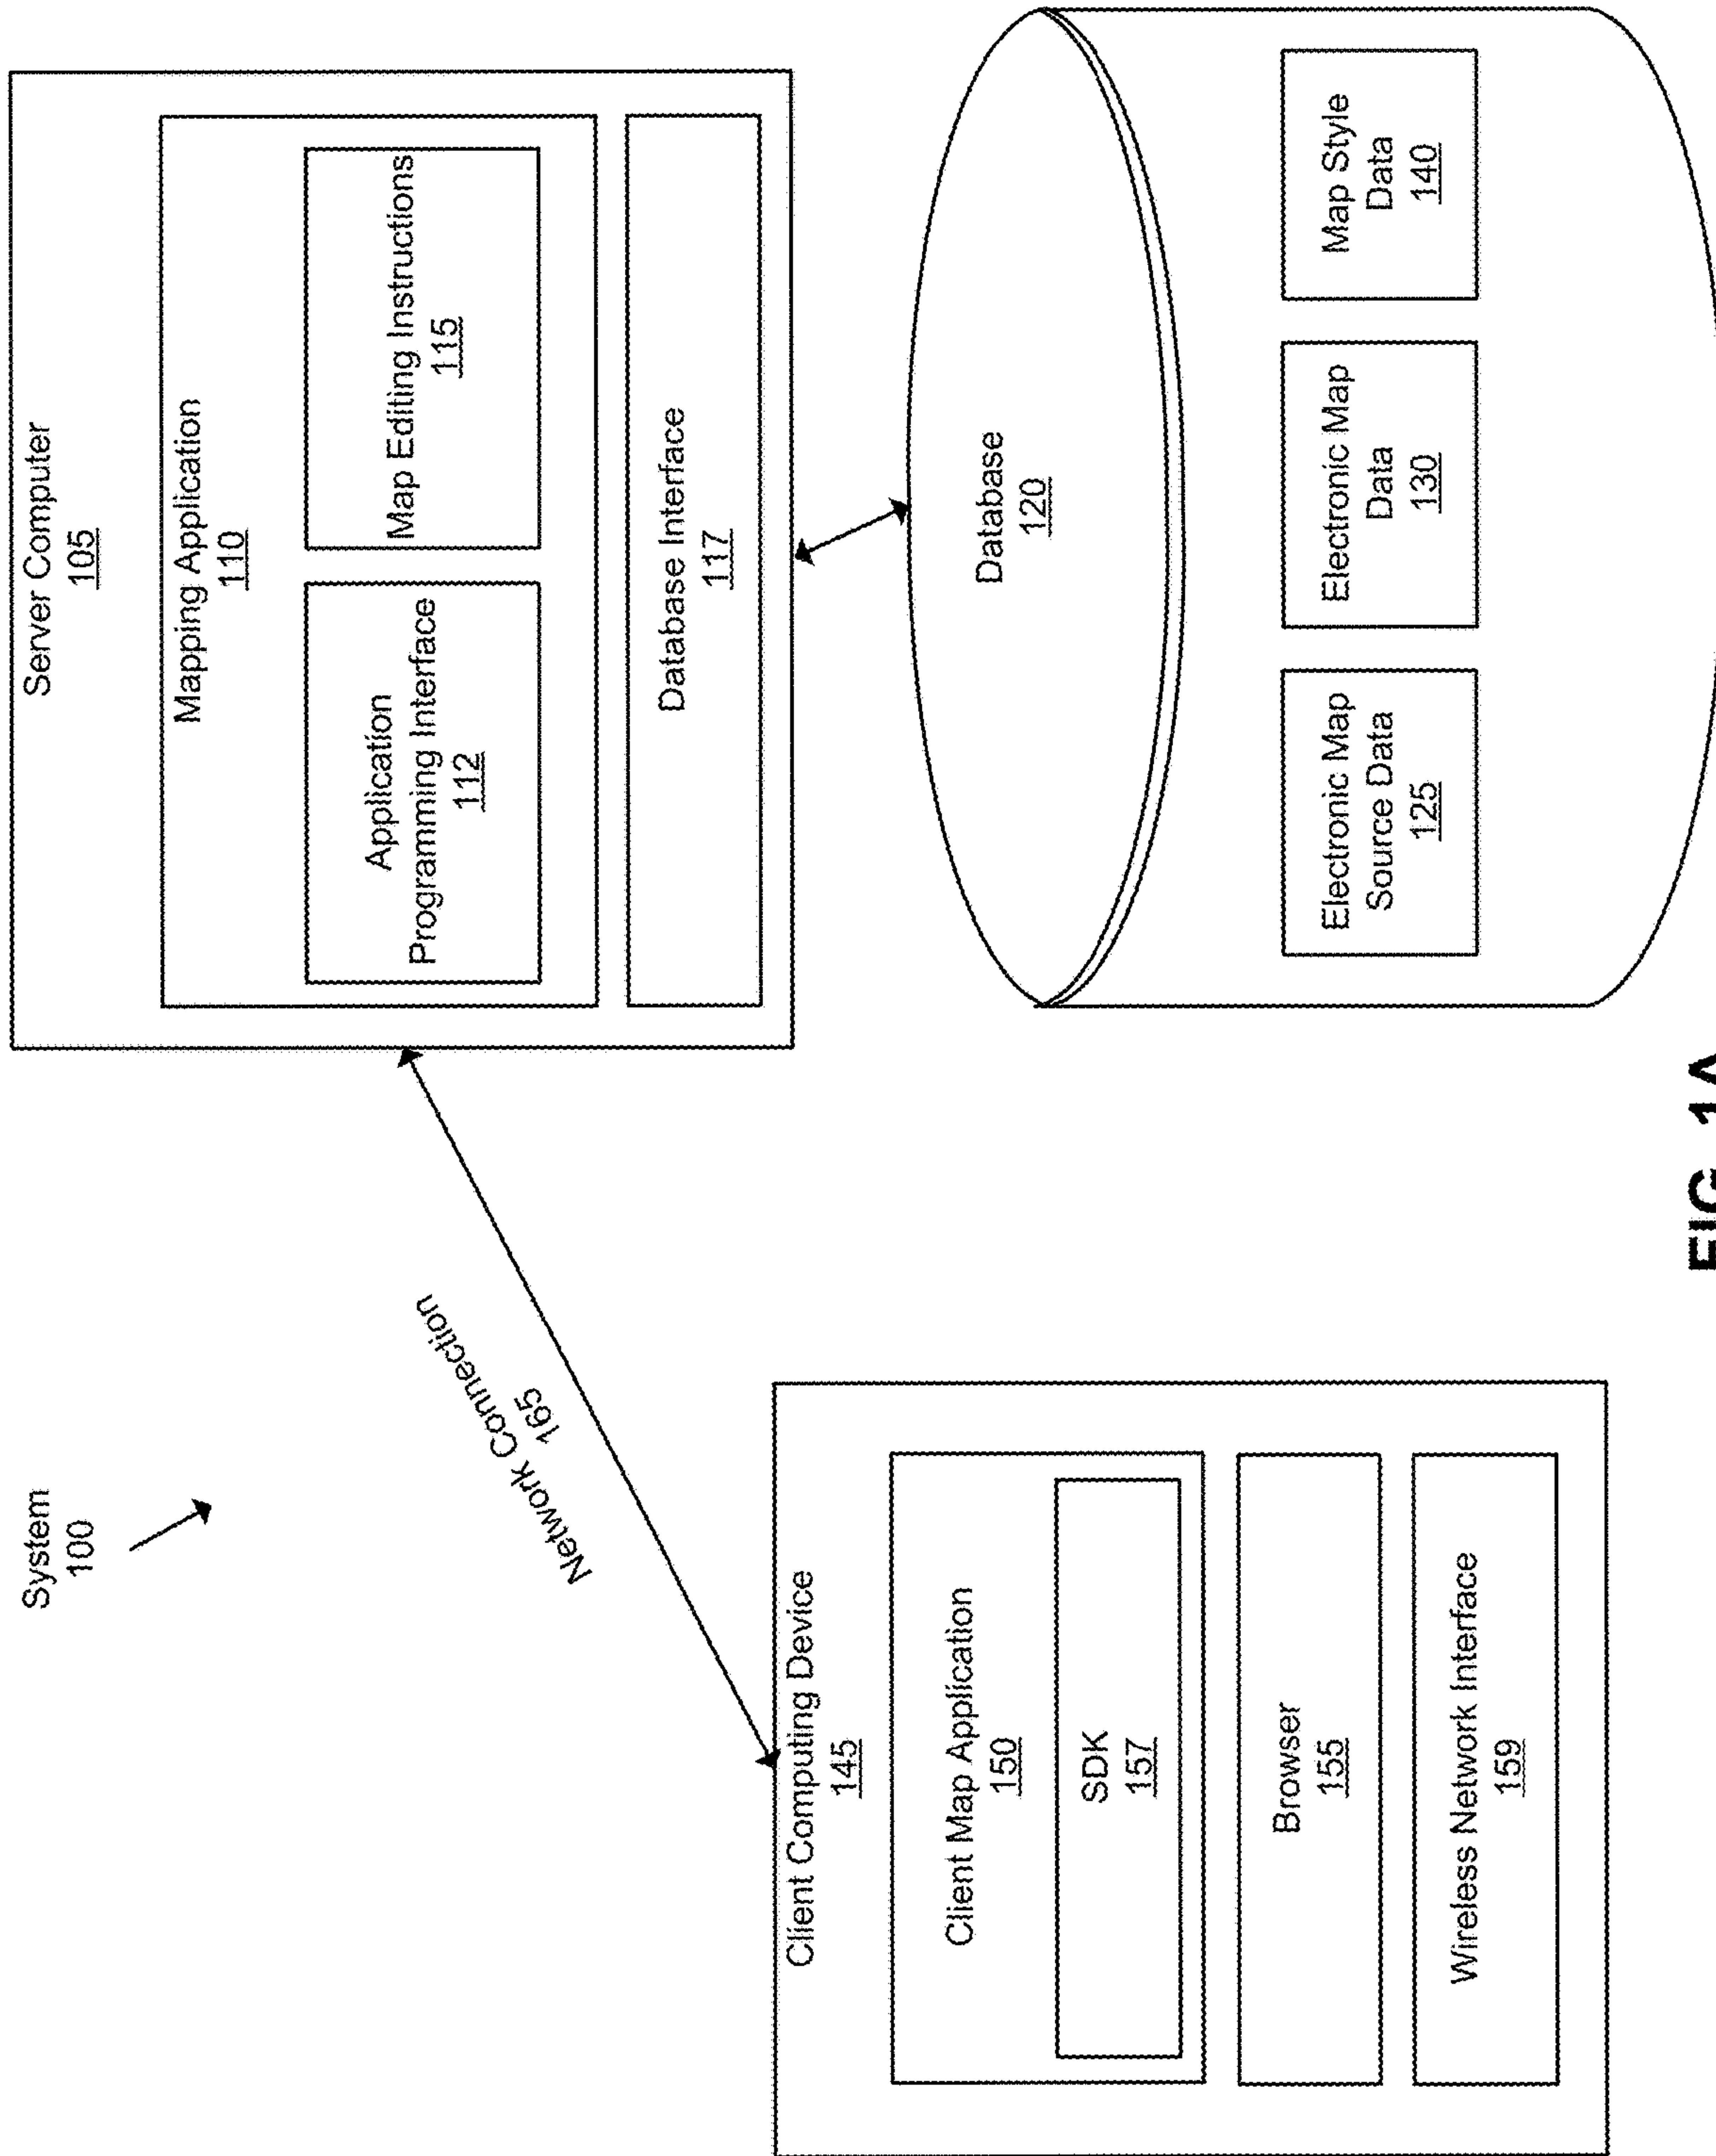 System
100
Server Computer
105
Mapping Application
110
Application
Programming Interface
112
Map Editing Instructions
115
Database Interface
117
Network Connection
165
Client Computing Device
145
Client Map Application
150
SDK
157
Browser
155
Wireless Network Interface
159
Database
120
Electronic Map
Source Data
125
Electronic Map
Data
130
Map Style
Data
140
FIG. 1A